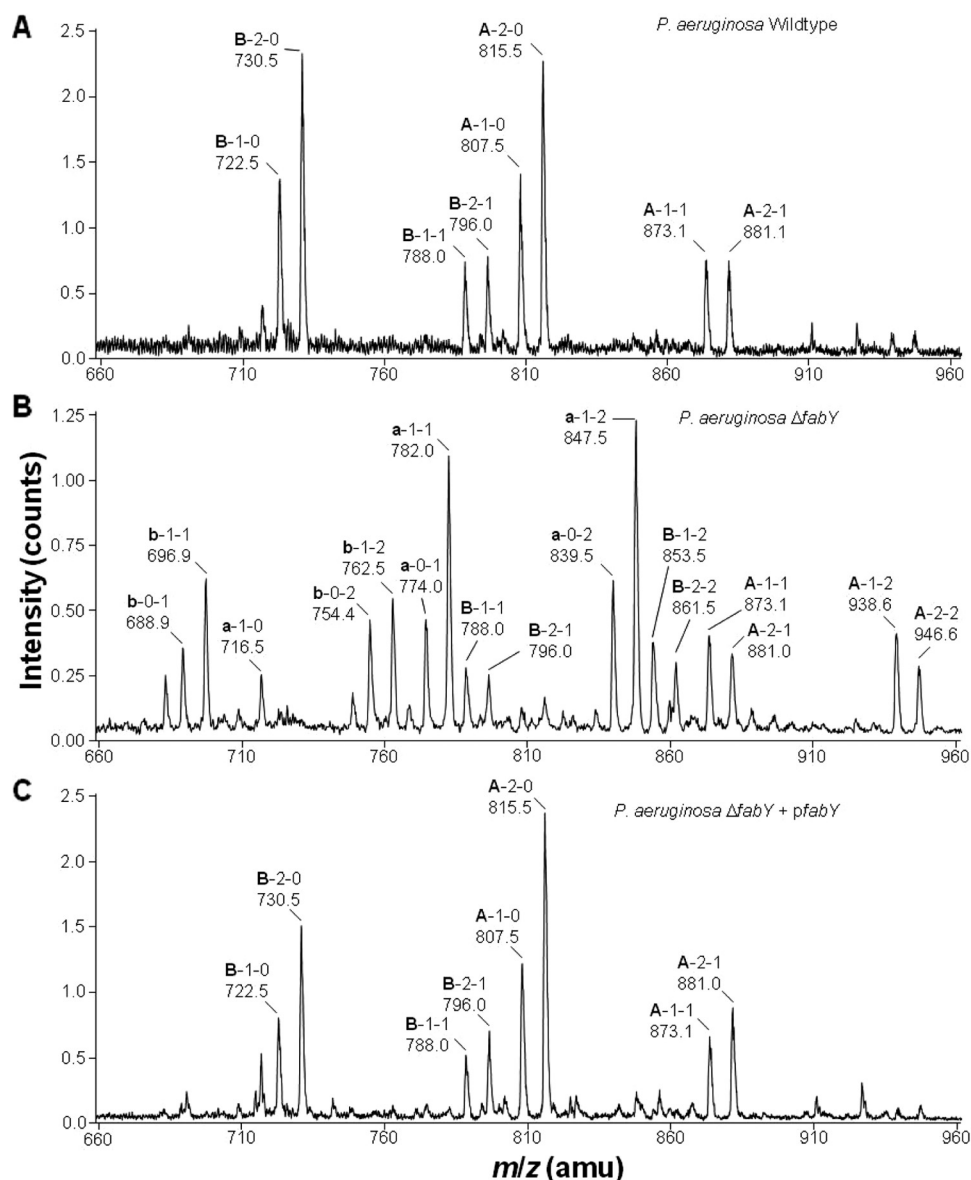 A
P. aeruginosa Wildtype
2.5
2.0
1.5
1.0
0.5
0.0
B-2-0
730.5
B-1-0
722.5
B-1-1
788.0
B-2-1
796.0
A-1-0
807.5
A-2-0
815.5
A-1-1
873.1
A-2-1
881.1
660
710
760
810
860
910
960
B
P. aeruginosa ΔfabY
1.25
1.00
0.75
0.50
0.25
0.00
b-0-1
688.9
b-1-1
696.9
a-1-0
716.5
b-0-2
754.4
b-1-2
762.5
a-0-1
774.0
a-1-1
782.0
B-1-1
788.0
B-2-1
796.0
a-0-2
839.5
a-1-2
847.5
B-1-2
853.5
B-2-2
861.5
A-1-1
873.1
A-2-1
881.0
A-1-2
938.6
A-2-2
946.6
660
710
760
810
860
910
960
Intensity (counts)
C
P. aeruginosa ΔfabY + pfabY
2.5
2.0
1.5
1.0
0.5
0.0
B-1-0
722.5
B-2-0
730.5
B-1-1
788.0
B-2-1
796.0
A-1-0
807.5
A-2-0
815.5
A-1-1
873.1
A-2-1
881.0
660
710
760
810
860
910
960
m/z (amu)